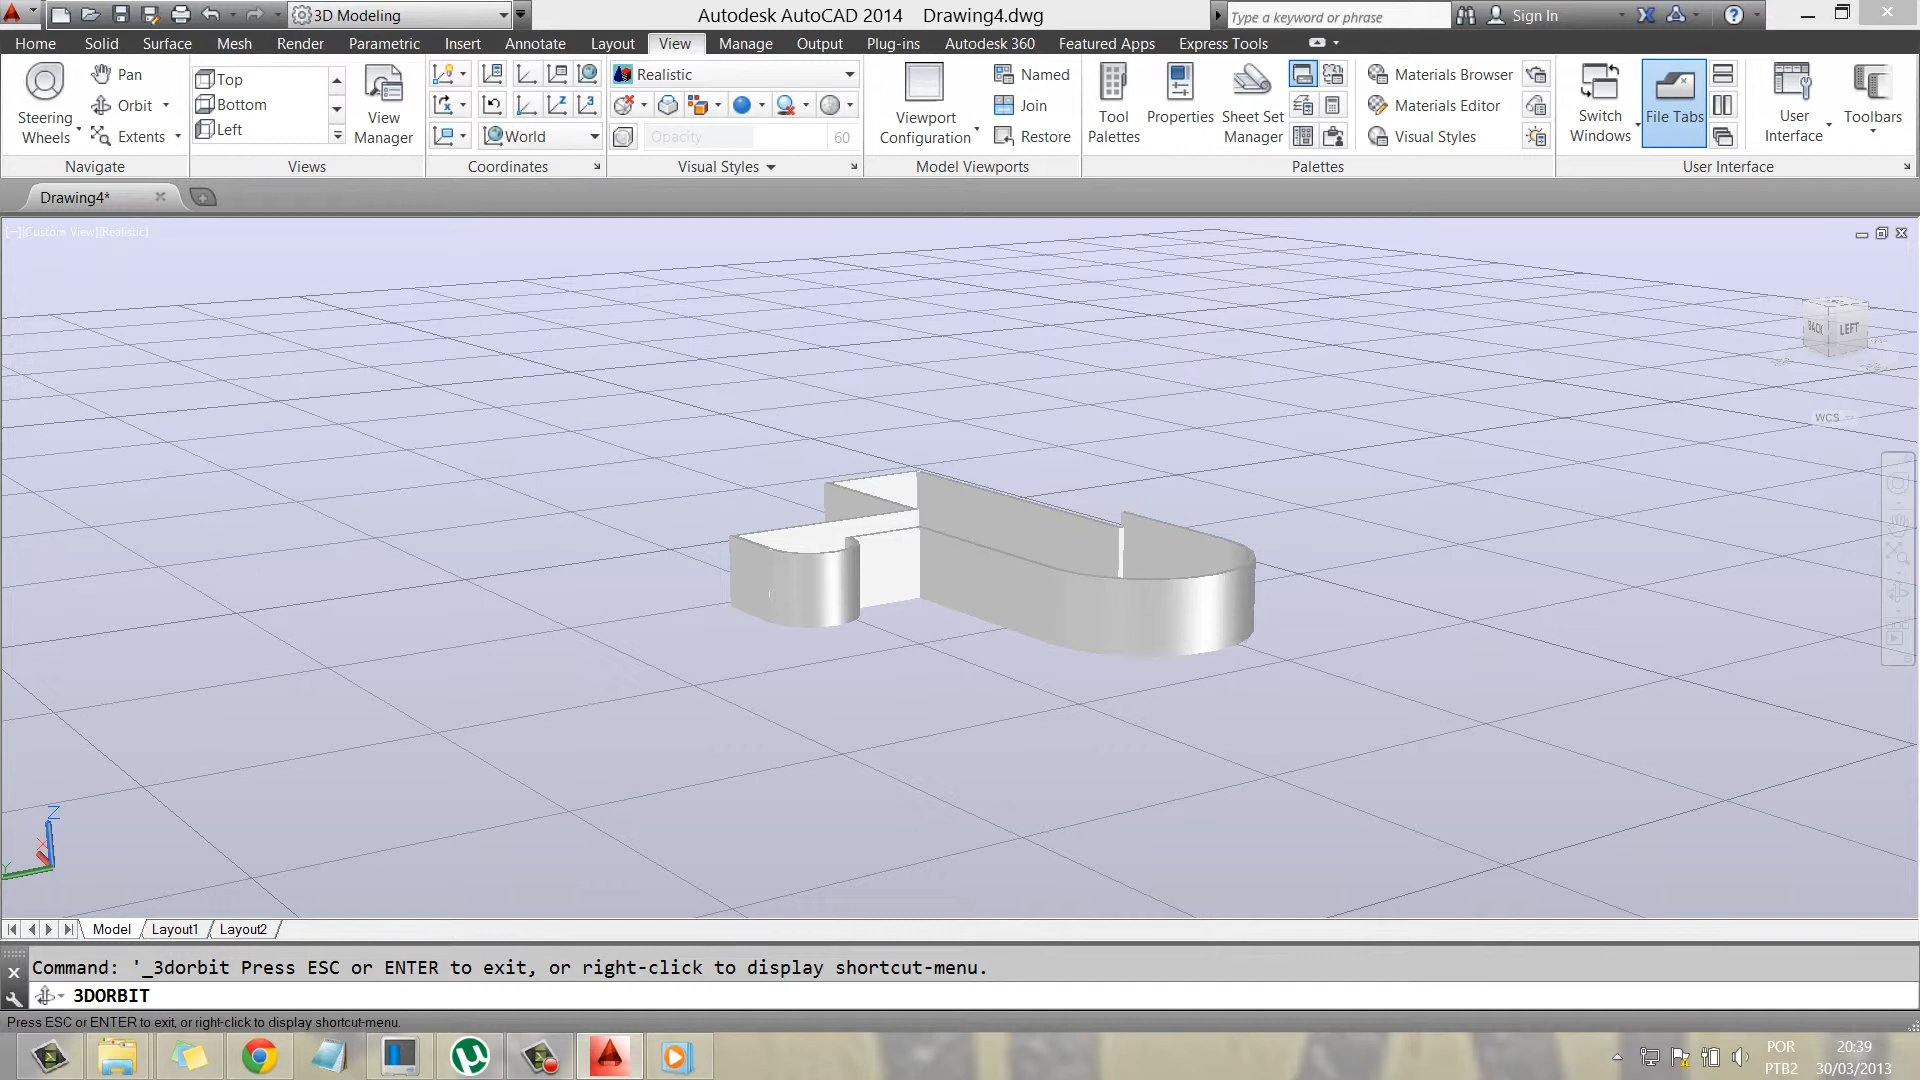 3D Modeling
Autodesk AutoCAD 2014 Drawing4.dwg
Type a keyword or phrase
Sign In
Home Solid Surface Mesh Render Parametric Insert Annotate Layout View Manage Output Plug-ins Autodesk 360 Featured Apps Express Tools
Steering Wheels
Pan
Orbit
Extents
Navigate
Top
Bottom
Left
View Manager
Views
World
Coordinates
Realistic
Opacity 60
Visual Styles
Viewport Configuration
Named
Join
Restore
Model Viewports
Tool Palettes
Properties
Sheet Set Manager
Materials Browser
Materials Editor
Visual Styles
Palettes
Switch Windows
File Tabs
User Interface
Toolbars
User Interface
Drawing4*
[−][Custom View][Realistic]
BACK LEFT
WCS
Z
X
Y
Model Layout1 Layout2
Command: '_3dorbit Press ESC or ENTER to exit, or right-click to display shortcut-menu.
3DORBIT
Press ESC or ENTER to exit, or right-click to display shortcut-menu.
POR
PTB2
20:39
30/03/2013